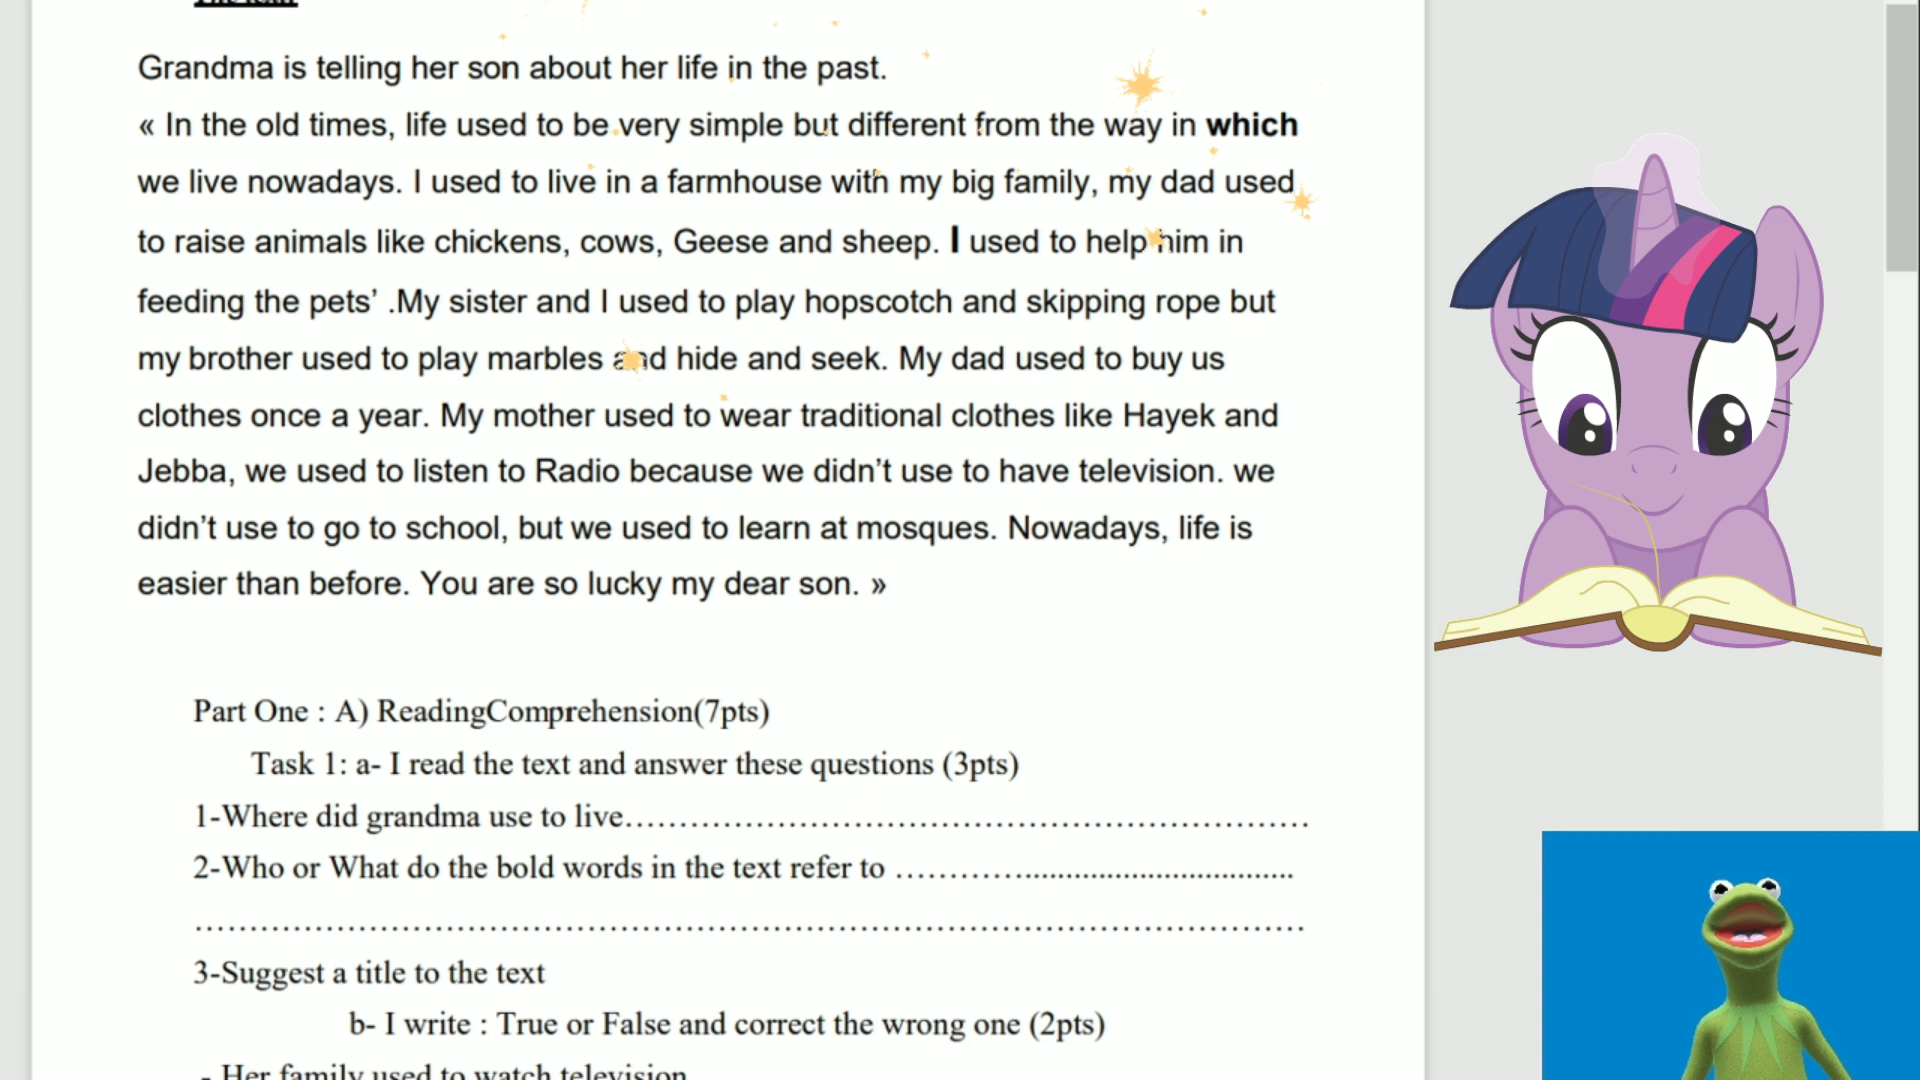 Grandma is telling her son about her life in the past.
« In the old times, life used to be very simple but different from the way in which
we live nowadays. I used to live in a farmhouse with my big family, my dad used
to raise animals like chickens, cows, Geese and sheep. I used to help him in
feeding the pets’ .My sister and I used to play hopscotch and skipping rope but
my brother used to play marbles and hide and seek. My dad used to buy us
clothes once a year. My mother used to wear traditional clothes like Hayek and
Jebba, we used to listen to Radio because we didn’t use to have television. we
didn’t use to go to school, but we used to learn at mosques. Nowadays, life is
easier than before. You are so lucky my dear son. »
Part One : A) ReadingComprehension(7pts)
Task 1: a- I read the text and answer these questions (3pts)
1-Where did grandma use to live……………………………………………………………………
2-Who or What do the bold words in the text refer to …………..................................
……………………………………………………………………………………………………………
3-Suggest a title to the text
b- I write : True or False and correct the wrong one (2pts)
- Her family used to watch television